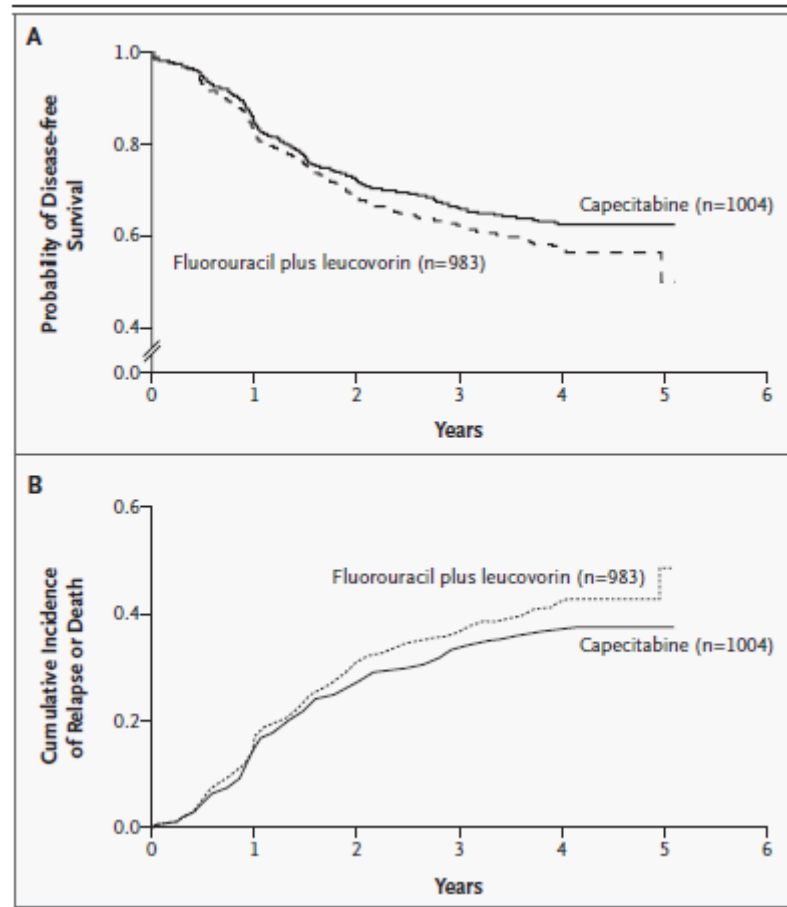 A
1.0
0.8
0.6
0.4
0.0
Probability of Disease-free
Survival
Capecitabine (n=1004)
Fluorouracil plus leucovorin (n=983)
0 1 2 3 4 5 6
Years
B
0.6
0.4
0.2
0.0
Cumulative Incidence
of Relapse or Death
Fluorouracil plus leucovorin (n=983)
Capecitabine (n=1004)
0 1 2 3 4 5 6
Years